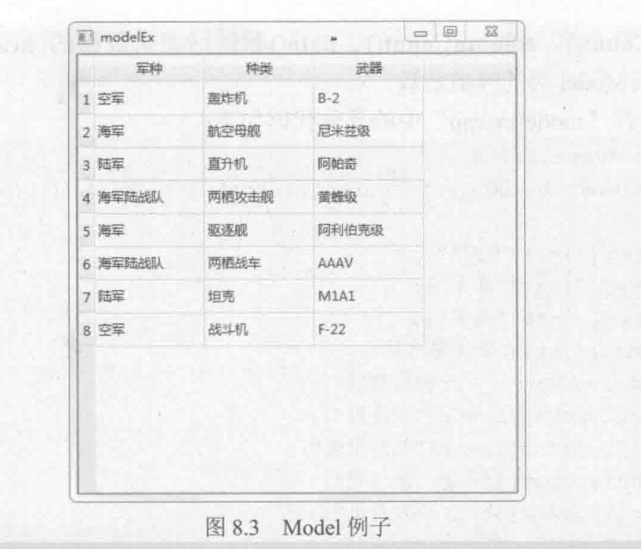 modelEx
军种 种类 武器
1 空军 轰炸机 B-2
2 海军 航空母舰 尼米兹级
3 陆军 直升机 阿帕奇
4 海军陆战队 两栖攻击舰 黄蜂级
5 海军 驱逐舰 阿利伯克级
6 海军陆战队 两栖战车 AAAV
7 陆军 坦克 M1A1
8 空军 战斗机 F-22
图 8.3 Model 例子